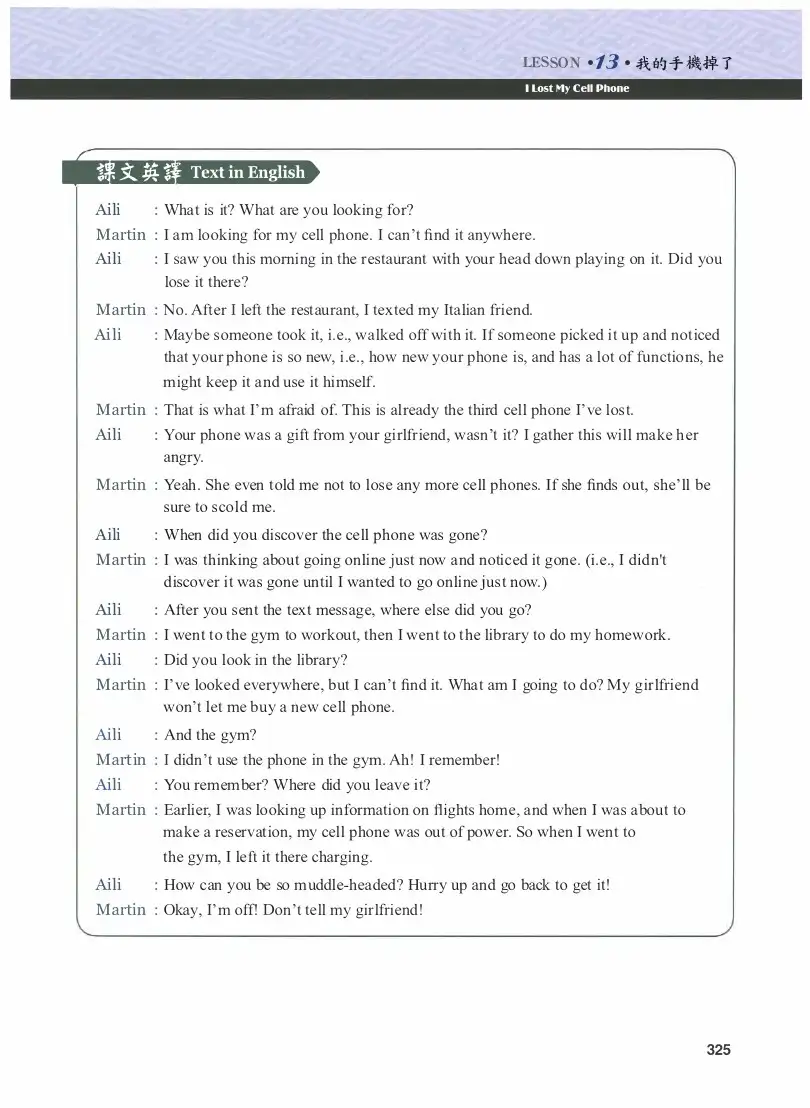 LESSON •13• 我的手機掉了
I Lost My Cell Phone
課文英譯 Text in English
Aili : What is it? What are you looking for?
Martin : I am looking for my cell phone. I can’t find it anywhere.
Aili : I saw you this morning in the restaurant with your head down playing on it. Did you
lose it there?
Martin : No. After I left the restaurant, I texted my Italian friend.
Aili : Maybe someone took it, i.e., walked off with it. If someone picked it up and noticed
that your phone is so new, i.e., how new your phone is, and has a lot of functions, he
might keep it and use it himself.
Martin : That is what I’m afraid of. This is already the third cell phone I’ve lost.
Aili : Your phone was a gift from your girlfriend, wasn’t it? I gather this will make her
angry.
Martin : Yeah. She even told me not to lose any more cell phones. If she finds out, she’ll be
sure to scold me.
Aili : When did you discover the cell phone was gone?
Martin : I was thinking about going online just now and noticed it gone. (i.e., I didn't
discover it was gone until I wanted to go online just now.)
Aili : After you sent the text message, where else did you go?
Martin : I went to the gym to workout, then I went to the library to do my homework.
Aili : Did you look in the library?
Martin : I’ve looked everywhere, but I can’t find it. What am I going to do? My girlfriend
won’t let me buy a new cell phone.
Aili : And the gym?
Martin : I didn’t use the phone in the gym. Ah! I remember!
Aili : You remember? Where did you leave it?
Martin : Earlier, I was looking up information on flights home, and when I was about to
make a reservation, my cell phone was out of power. So when I went to
the gym, I left it there charging.
Aili : How can you be so muddle-headed? Hurry up and go back to get it!
Martin : Okay, I’m off! Don’t tell my girlfriend!
325